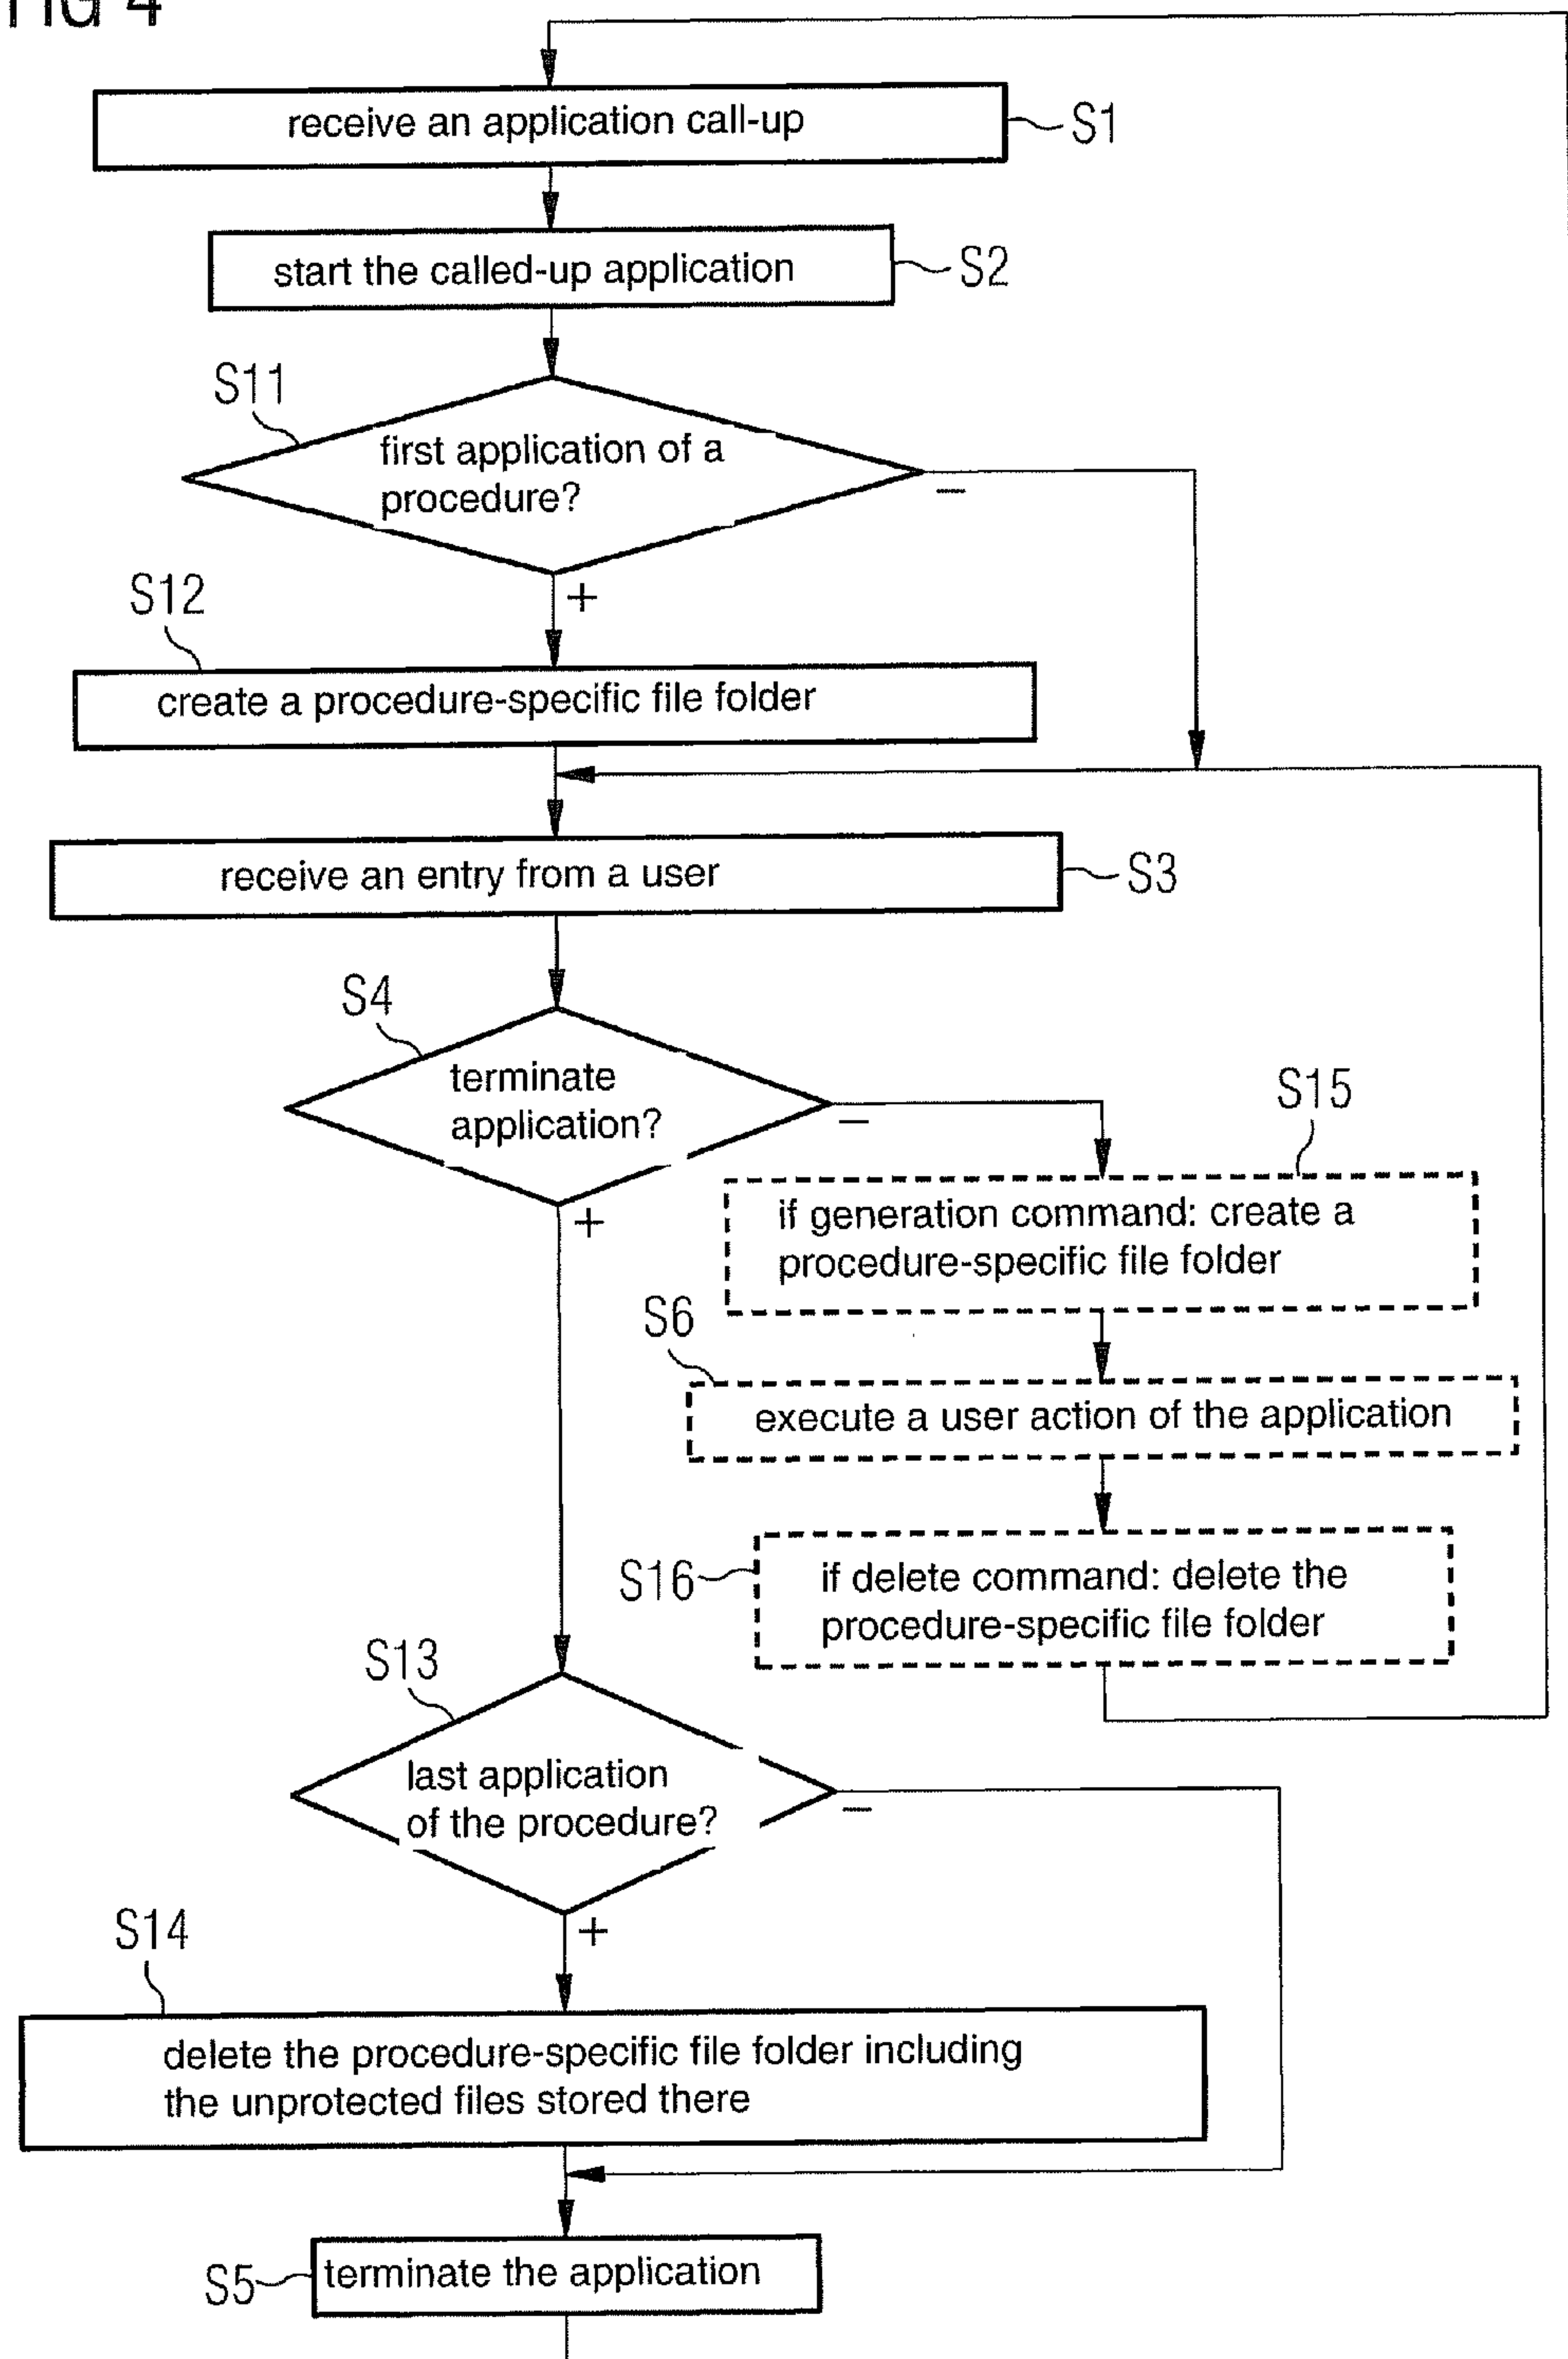 FIG 4
receive an application call-up
S1
start the called-up application
S2
S11
first application of a
procedure?
–
+
S12
create a procedure-specific file folder
receive an entry from a user
S3
S4
terminate
application?
–
+
S15
if generation command: create a
procedure-specific file folder
S6
execute a user action of the application
S16
if delete command: delete the
procedure-specific file folder
S13
last application
of the procedure?
–
+
S14
delete the procedure-specific file folder including
the unprotected files stored there
S5
terminate the application